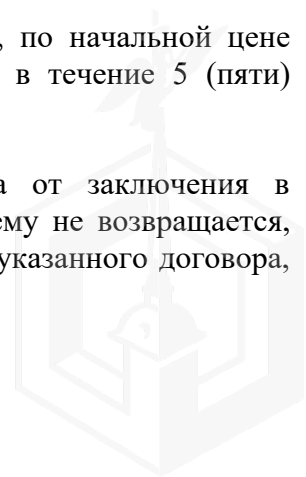 , по начальной цене
в течение 5 (пяти)
а от заключения в
ему не возвращается,
указанного договора,